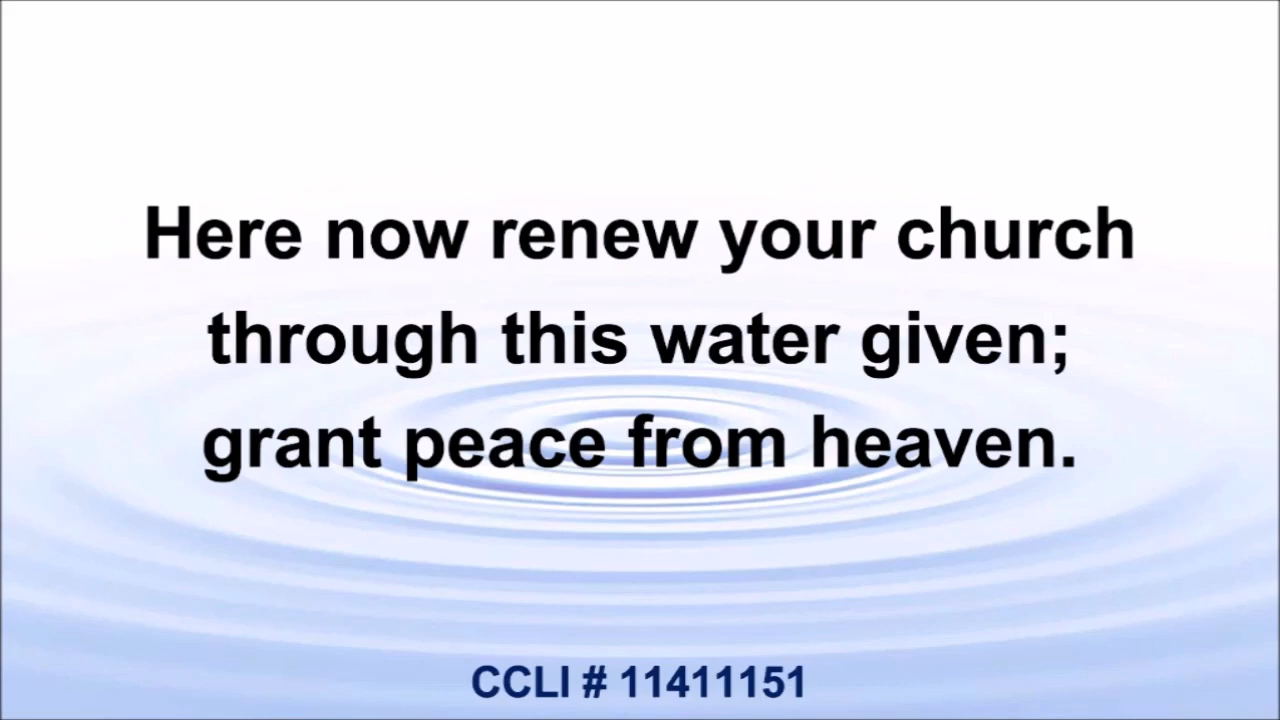 Here now renew your church
through this water given;
grant peace from heaven.
CCLI # 11411151